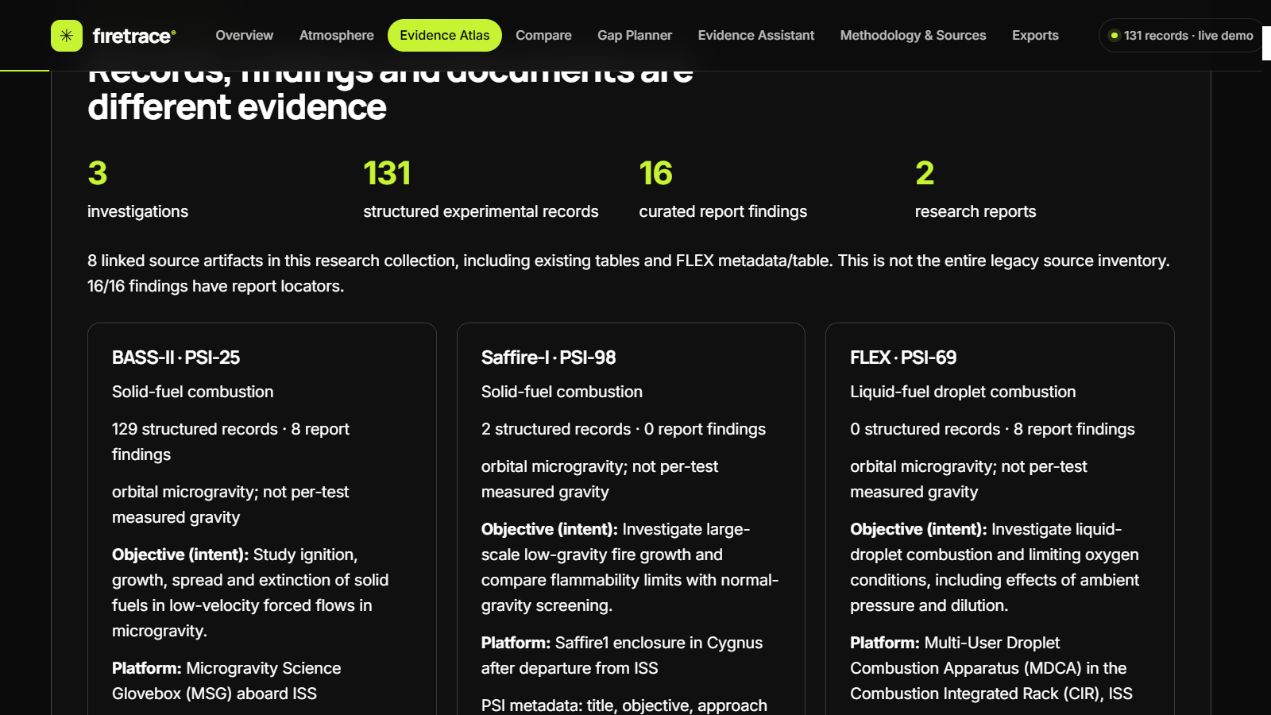 firetrace
Overview
Atmosphere
Evidence Atlas
Compare
Gap Planner
Evidence Assistant
Methodology & Sources
Exports
131 records · live demo
Records, findings and documents are
different evidence
3
investigations
131
structured experimental records
16
curated report findings
2
research reports
8 linked source artifacts in this research collection, including existing tables and FLEX metadata/table. This is not the entire legacy source inventory.
16/16 findings have report locators.
BASS-II · PSI-25
Solid-fuel combustion
129 structured records · 8 report
findings
orbital microgravity; not per-test
measured gravity
Objective (intent): Study ignition,
growth, spread and extinction of solid
fuels in low-velocity forced flows in
microgravity.
Platform: Microgravity Science
Glovebox (MSG) aboard ISS
Saffire-I · PSI-98
Solid-fuel combustion
2 structured records · 0 report findings
orbital microgravity; not per-test
measured gravity
Objective (intent): Investigate large-
scale low-gravity fire growth and
compare flammability limits with normal-
gravity screening.
Platform: Saffire1 enclosure in Cygnus
after departure from ISS
PSI metadata: title, objective, approach
FLEX · PSI-69
Liquid-fuel droplet combustion
0 structured records · 8 report findings
orbital microgravity; not per-test
measured gravity
Objective (intent): Investigate liquid-
droplet combustion and limiting oxygen
conditions, including effects of ambient
pressure and dilution.
Platform: Multi-User Droplet
Combustion Apparatus (MDCA) in the
Combustion Integrated Rack (CIR), ISS